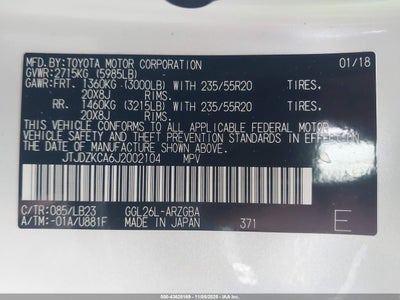 MFD.BY:TOYOTA MOTOR CORPORATION 01/18
GVWR:2715KG (5985LB)
GAWR:FRT. 1360KG (3000LB) WITH 235/55R20 TIRES,
20X8J RIMS,
RR. 1460KG (3215LB) WITH 235/55R20 TIRES,
20X8J RIMS,
THIS VEHICLE CONFORMS TO ALL APPLICABLE FEDERAL MOTOR
VEHICLE SAFETY AND THEFT PREVENTION STANDARDS IN EFFECT ON
THE DATE OF MANUFACTURE SHOWN ABOVE.
JTJDZKCA6J2002104 MPV
C/TR:085/LB23 GGL26L-ARZGBA
A/TM:-01A/U881F MADE IN JAPAN 371 E